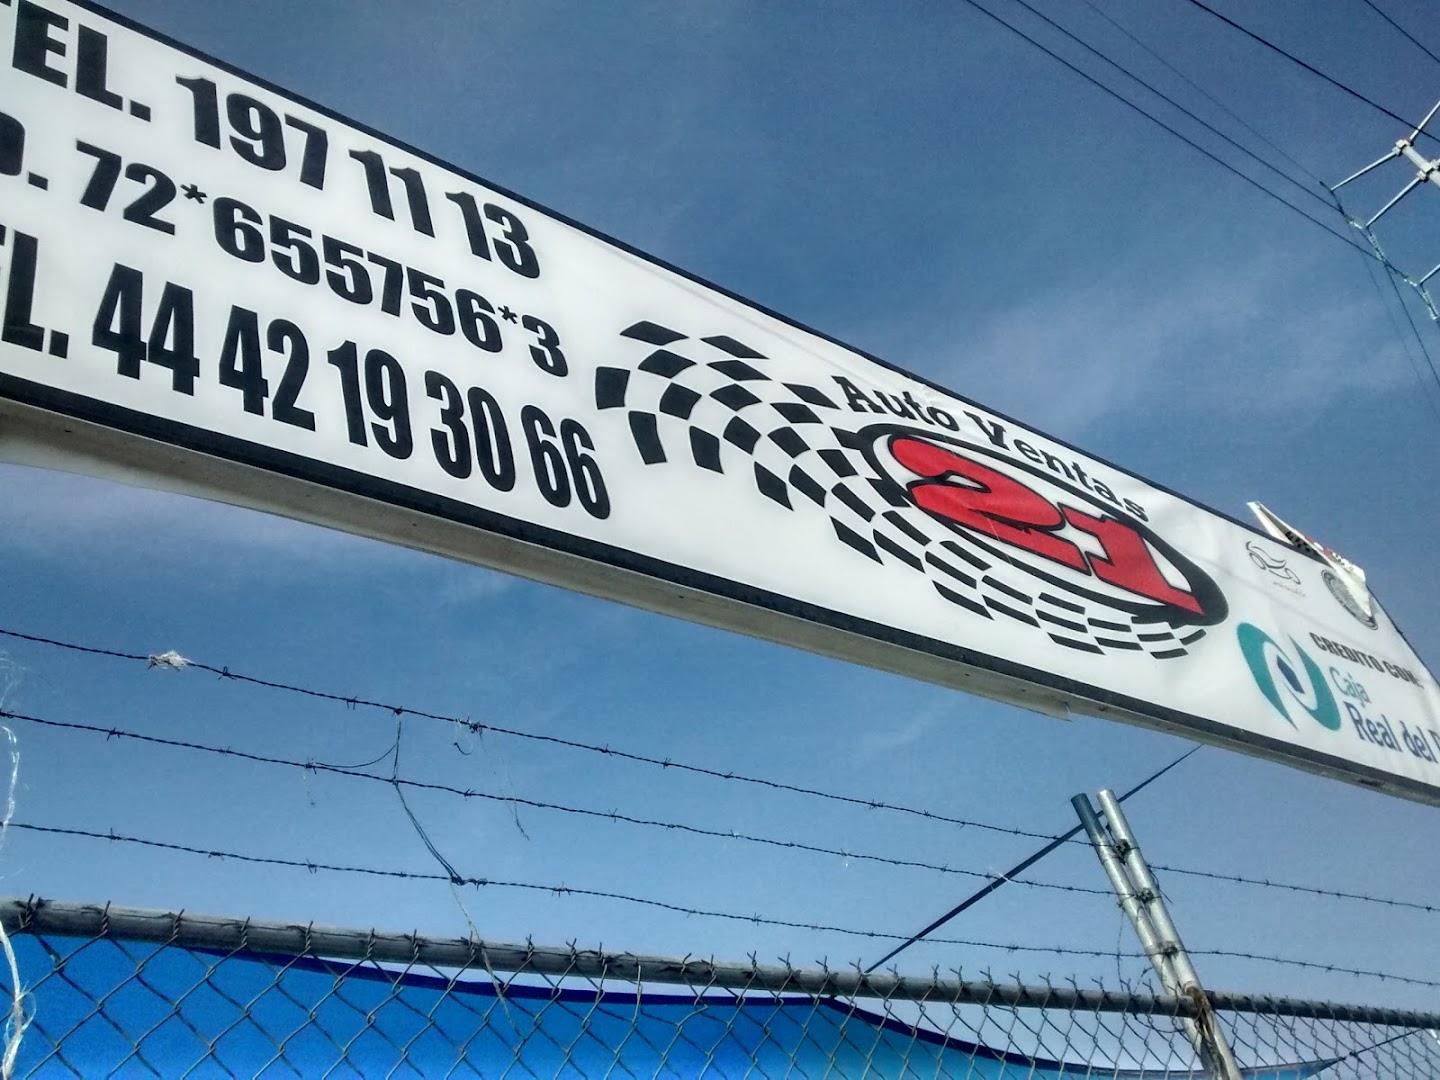 TEL. 197 11 13
72*655756*3
44 42 19 30 66
Auto Ventas
21
CREDITO CON:
Caja
Real del